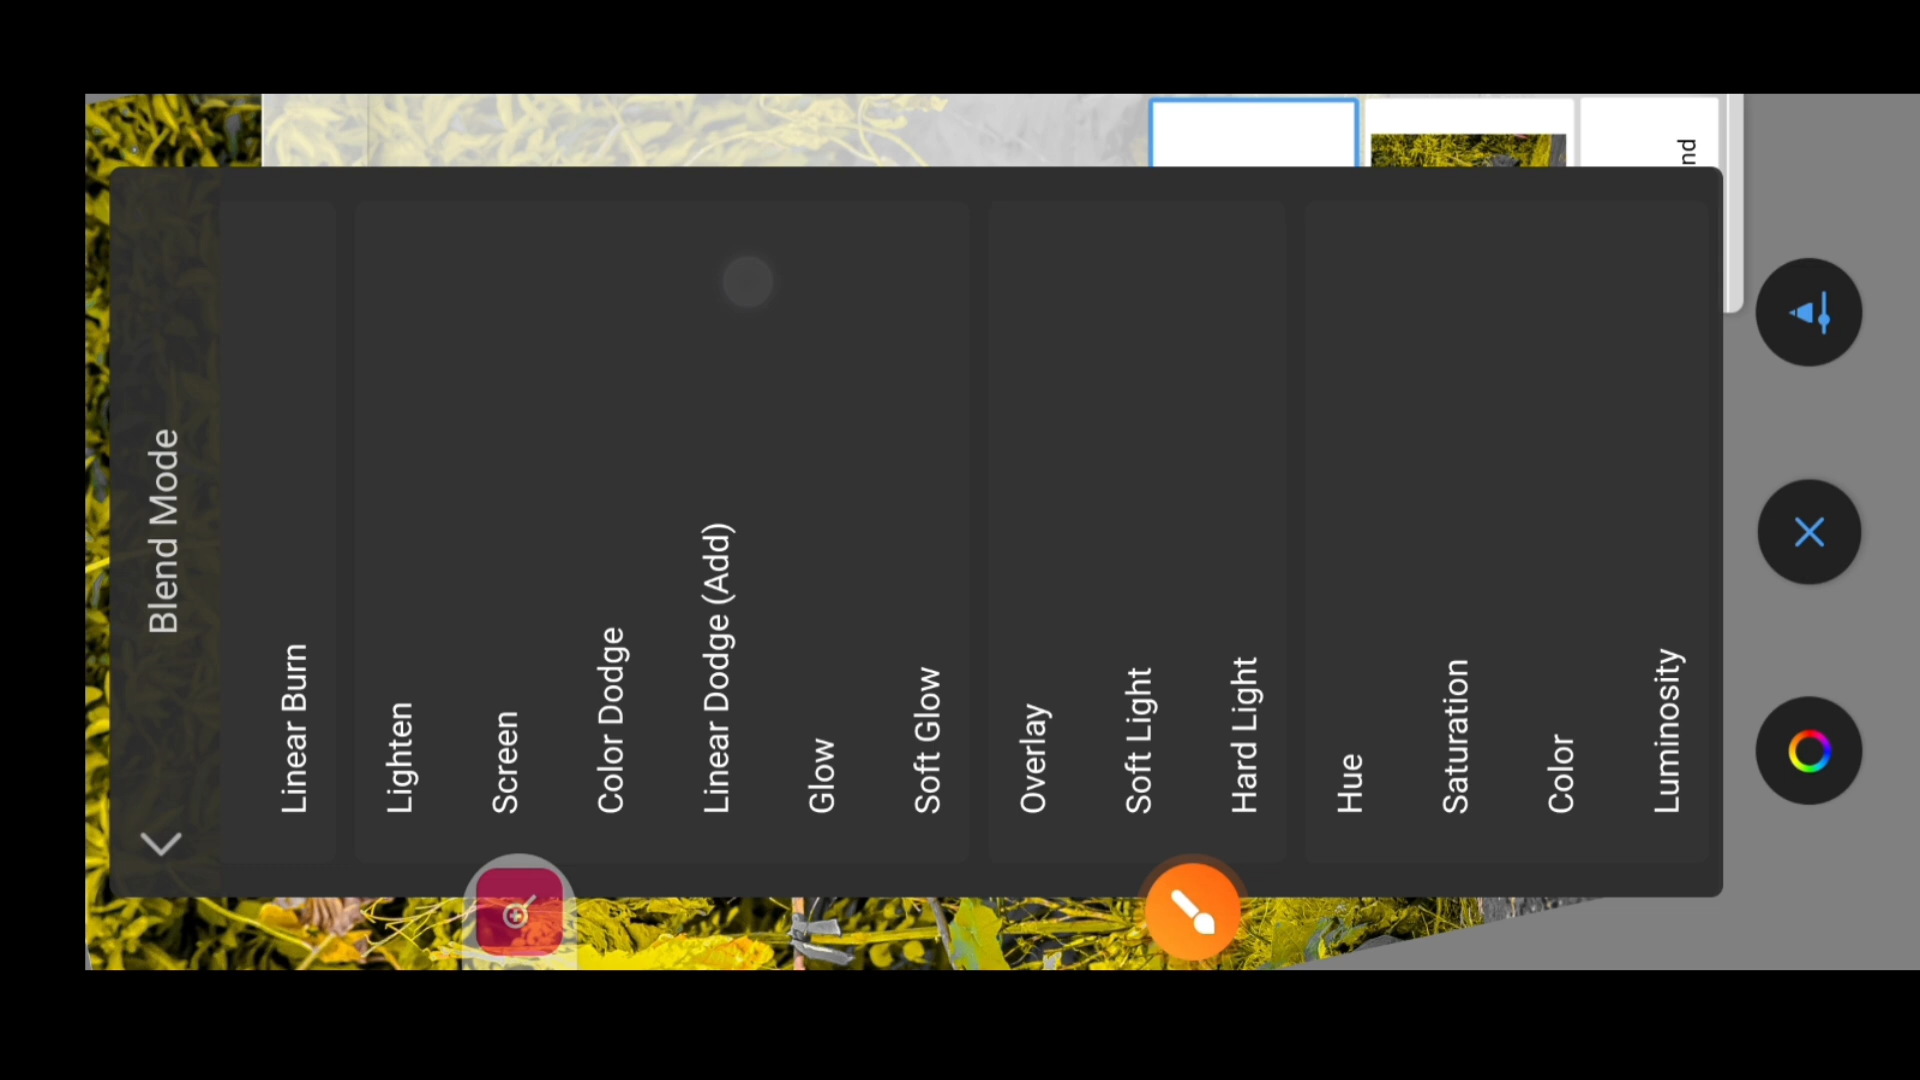 Blend Mode
Linear Burn
Lighten
Screen
Color Dodge
Linear Dodge (Add)
Glow
Soft Glow
Overlay
Soft Light
Hard Light
Hue
Saturation
Color
Luminosity
nd